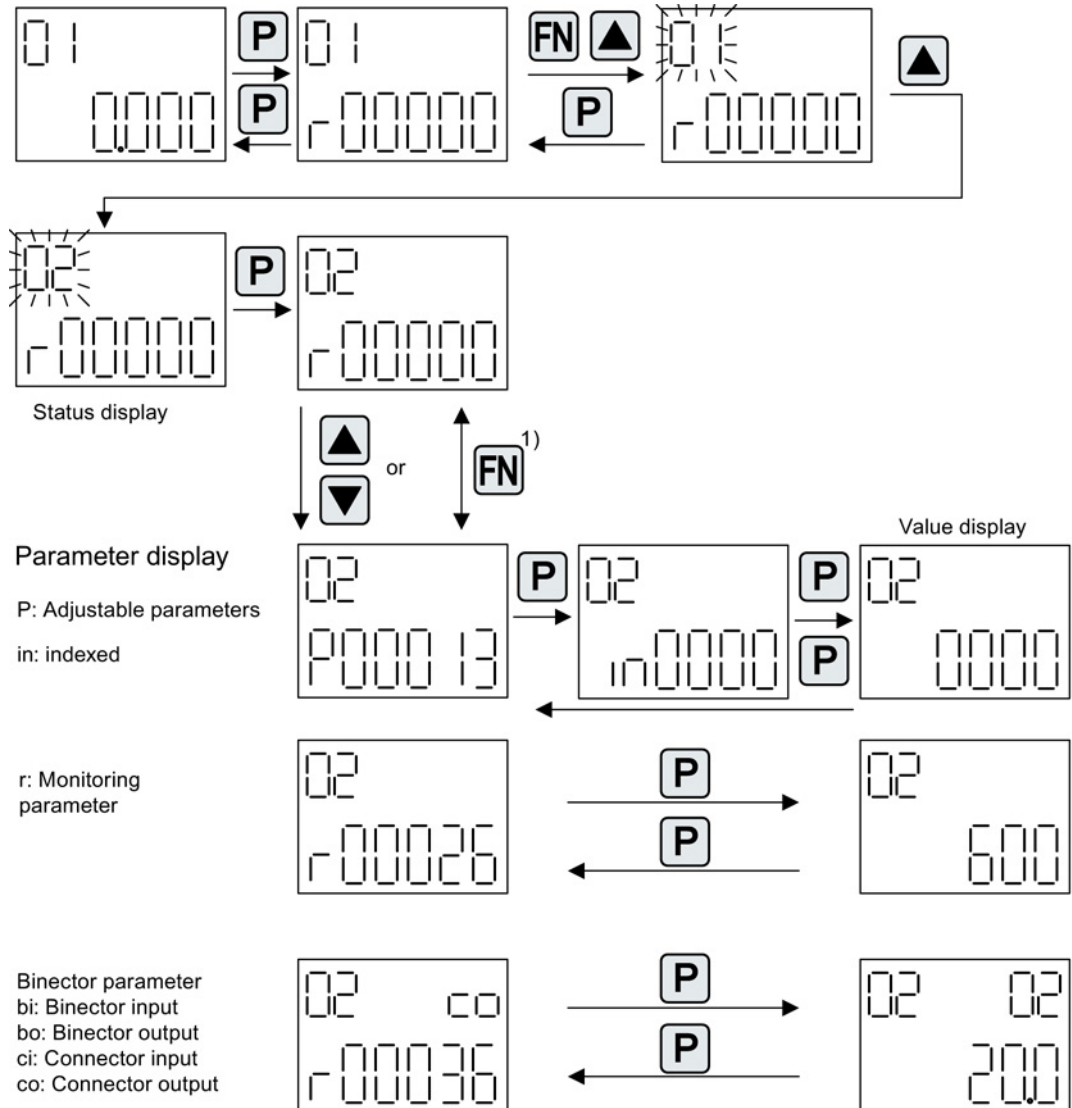 01 P 01 FN ▲ 01 ▲
0.000 P r00000 P r00000
02 P 02
r00000 r00000
Status display
▲ or FN 1)
▼
Value display
Parameter display
02 P 02 P 02
P: Adjustable parameters
P00013 in0000 P 0000
in: indexed
02 P 02
r: Monitoring
parameter
r00026 P 600
Binector parameter
02 co P 02 02
bi: Binector input
bo: Binector output
ci: Connector input
co: Connector output
r00036 P 20.0